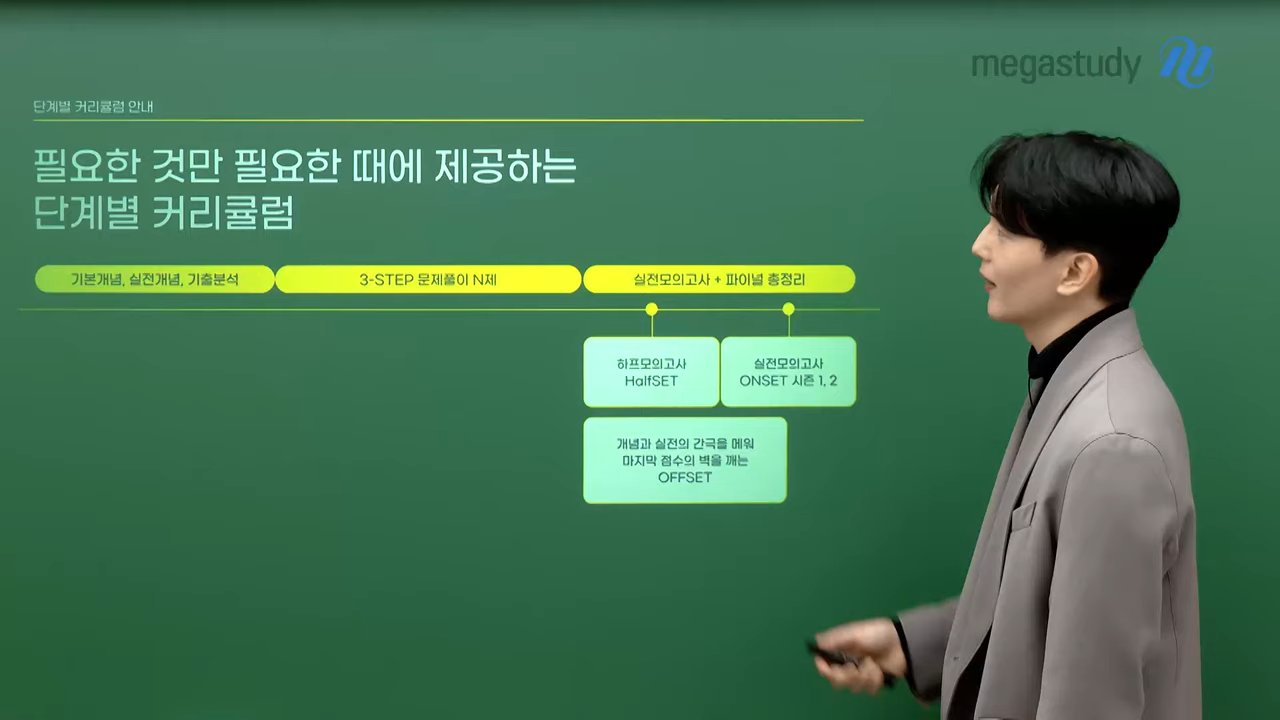 megastudy
단계별 커리큘럼 안내
필요한 것만 필요한 때에 제공하는
단계별 커리큘럼
기본개념, 실전개념, 기출분석
3-STEP 문제풀이 N제
실전모의고사 + 파이널 총정리
하프모의고사
HalfSET
실전모의고사
ONSET 시즌 1, 2
개념과 실전의 간극을 메워
마지막 점수의 벽을 깨는
OFFSET